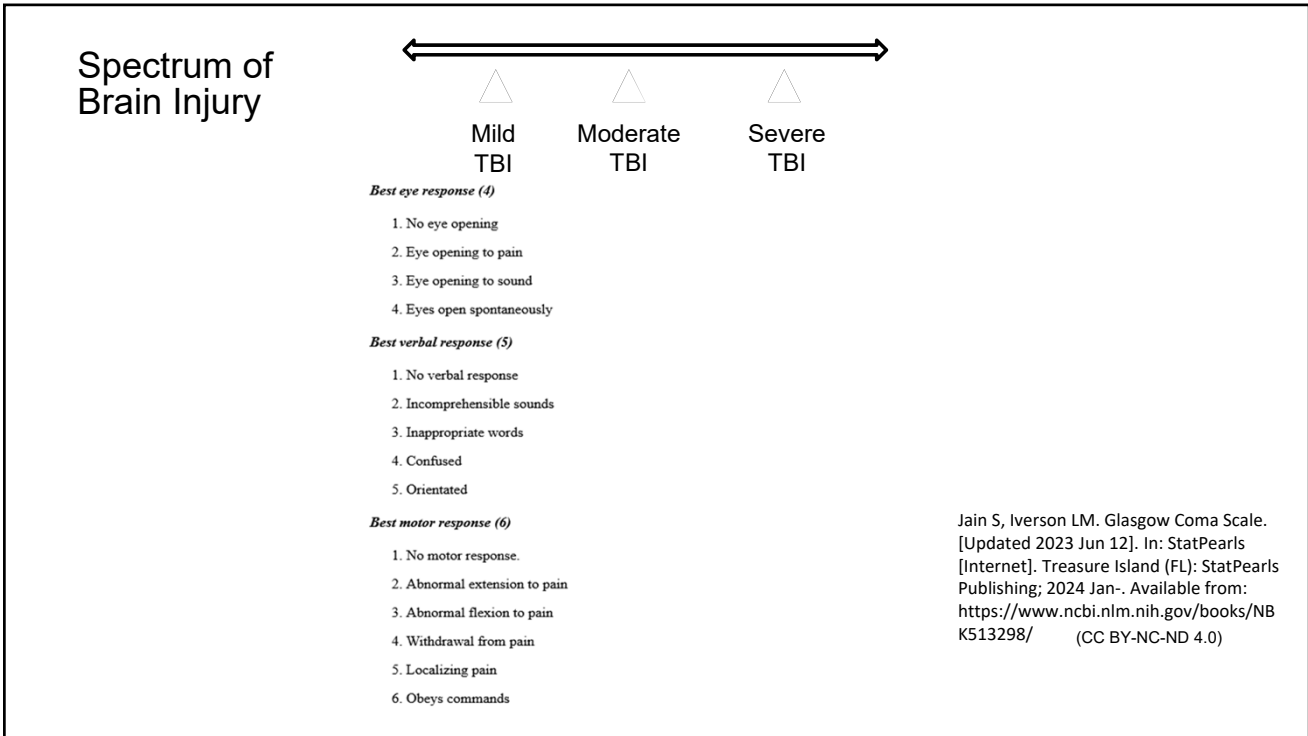 Spectrum of
Brain Injury
Mild
TBI
Moderate
TBI
Severe
TBI
Best eye response (4)
1. No eye opening
2. Eye opening to pain
3. Eye opening to sound
4. Eyes open spontaneously
Best verbal response (5)
1. No verbal response
2. Incomprehensible sounds
3. Inappropriate words
4. Confused
5. Orientated
Best motor response (6)
1. No motor response.
2. Abnormal extension to pain
3. Abnormal flexion to pain
4. Withdrawal from pain
5. Localizing pain
6. Obeys commands
Jain S, Iverson LM. Glasgow Coma Scale.
[Updated 2023 Jun 12]. In: StatPearls
[Internet]. Treasure Island (FL): StatPearls
Publishing; 2024 Jan-. Available from:
https://www.ncbi.nlm.nih.gov/books/NB
K513298/ (CC BY-NC-ND 4.0)